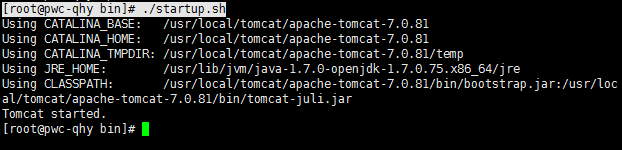 [root@pwc-qhy bin]# ./startup.sh
Using CATALINA_BASE:   /usr/local/tomcat/apache-tomcat-7.0.81
Using CATALINA_HOME:   /usr/local/tomcat/apache-tomcat-7.0.81
Using CATALINA_TMPDIR: /usr/local/tomcat/apache-tomcat-7.0.81/temp
Using JRE_HOME:        /usr/lib/jvm/java-1.7.0-openjdk-1.7.0.75.x86_64/jre
Using CLASSPATH:       /usr/local/tomcat/apache-tomcat-7.0.81/bin/bootstrap.jar:/usr/loc
al/tomcat/apache-tomcat-7.0.81/bin/tomcat-juli.jar
Tomcat started.
[root@pwc-qhy bin]#